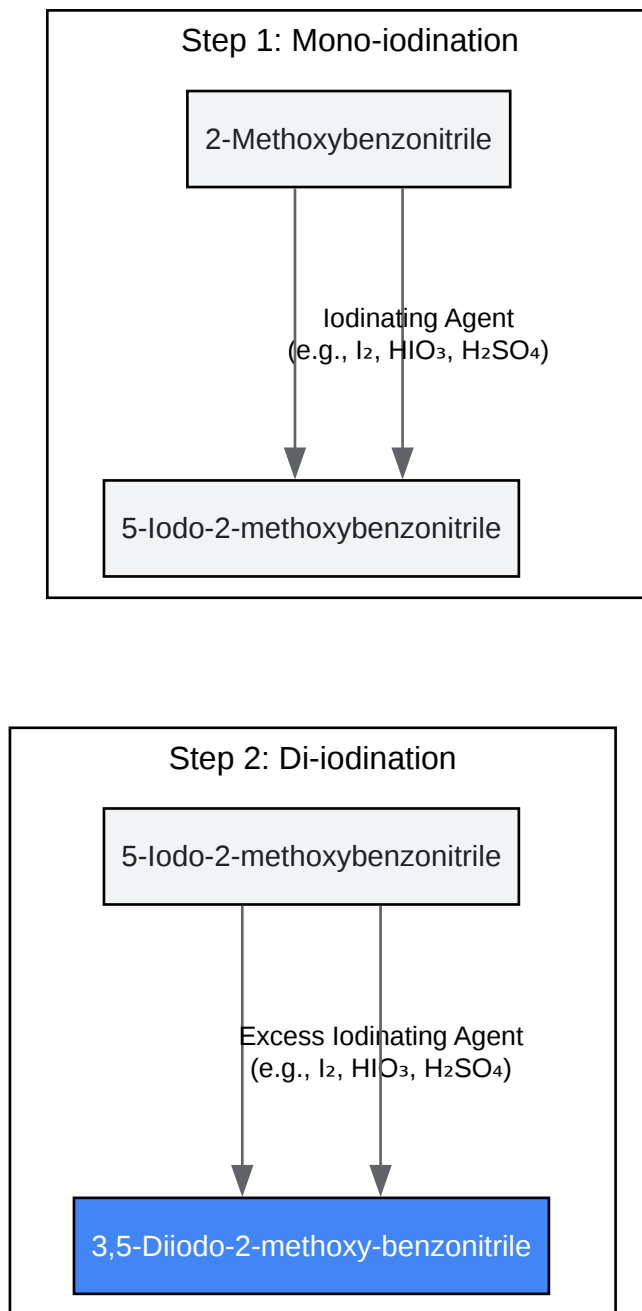 Step 1: Mono-iodination
2-Methoxybenzonitrile
Iodinating Agent
(e.g., I₂, HIO₃, H₂SO₄)
5-Iodo-2-methoxybenzonitrile
Step 2: Di-iodination
5-Iodo-2-methoxybenzonitrile
Excess Iodinating Agent
(e.g., I₂, HIO₃, H₂SO₄)
3,5-Diiodo-2-methoxy-benzonitrile